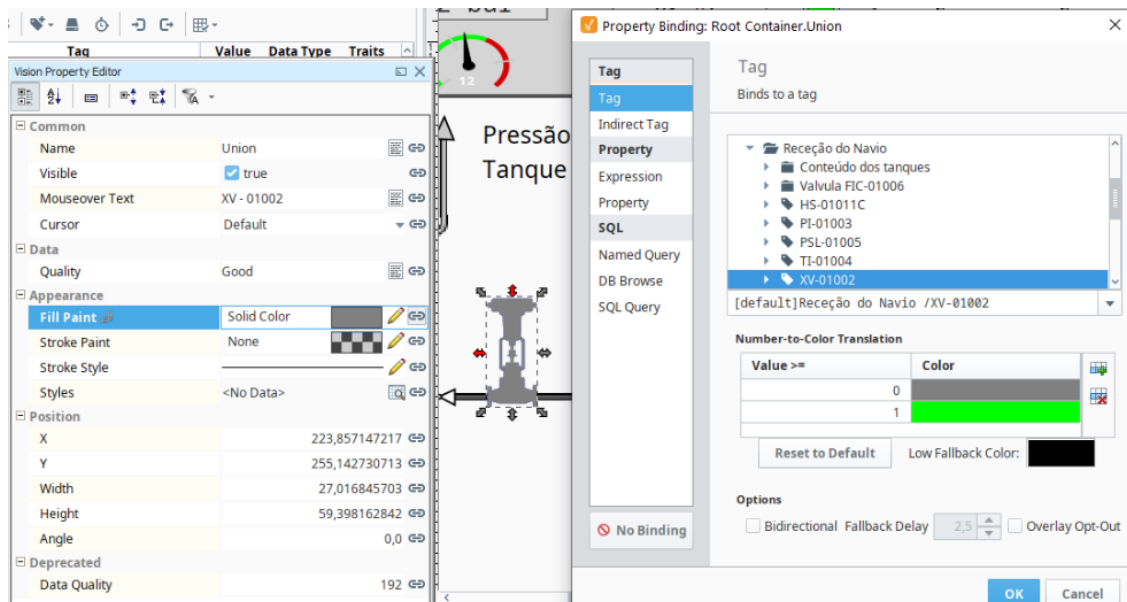 Tag Value Data Type Traits
Vision Property Editor
Common
Name Union
Visible true
Mouseover Text XV - 01002
Cursor Default
Data
Quality Good
Appearance
Fill Paint Solid Color
Stroke Paint None
Stroke Style
Styles <No Data>
Position
X 223,857147217
Y 255,142730713
Width 27,016845703
Height 59,398162842
Angle 0,0
Deprecated
Data Quality 192
12
Pressão
Tanque
Property Binding: Root Container.Union
Tag
Tag
Indirect Tag
Property
Expression
Property
SQL
Named Query
DB Browse
SQL Query
No Binding
Tag
Binds to a tag
Receção do Navio
Conteúdo dos tanques
Valvula FIC-01006
HS-01011C
PI-01003
PSL-01005
TI-01004
XV-01002
[default]Receção do Navio /XV-01002
Number-to-Color Translation
Value >= Color
0
1
Reset to Default Low Fallback Color:
Options
Bidirectional Fallback Delay 2,5 Overlay Opt-Out
OK Cancel